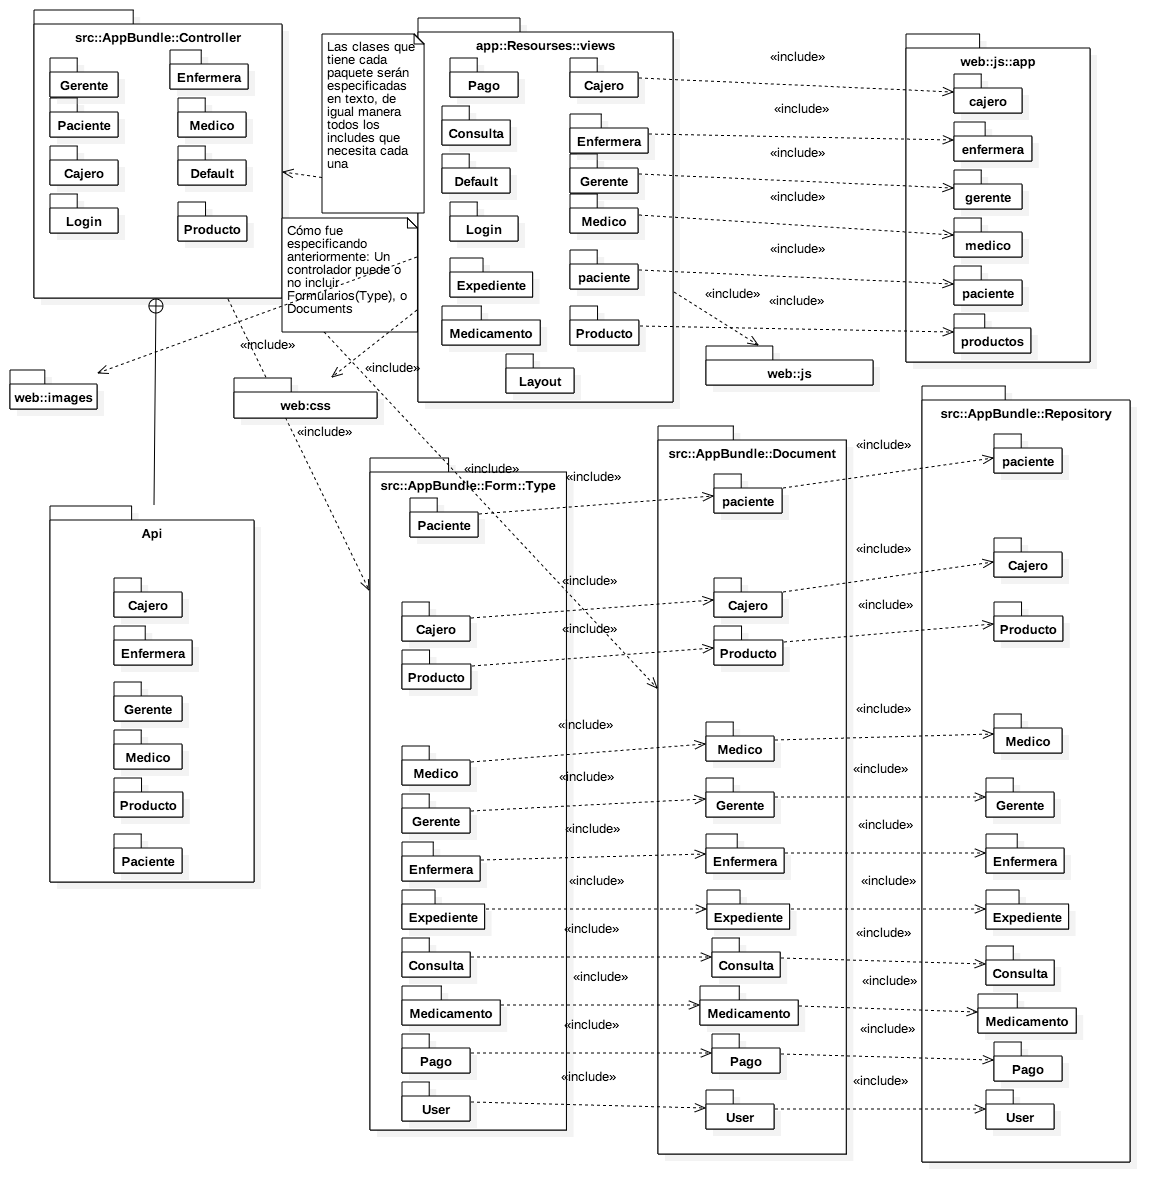 src::AppBundle::Controller
Gerente
Enfermera
Paciente
Medico
Cajero
Default
Login
Producto
Las clases que
tiene cada
paquete serán
especificadas
en texto, de
igual manera
todos los
includes que
necesita cada
una
Cómo fue
especificando
anteriormente: Un
controlador puede o
no incluir
Formularios(Type), o
Documents
app::Resourses::views
Pago
Cajero
Consulta
Enfermera
Default
Gerente
Login
Medico
Expediente
paciente
Medicamento
Producto
Layout
«include»
«include»
«include»
«include»
«include»
«include»
«include»
web::js::app
cajero
enfermera
gerente
medico
paciente
productos
web::js
«include»
«include»
web::images
web:css
«include»
«include»
Api
Cajero
Enfermera
Gerente
Medico
Producto
Paciente
src::AppBundle::Form::Type
Paciente
Cajero
Producto
Medico
Gerente
Enfermera
Expediente
Consulta
Medicamento
Pago
User
«include»
«include»
«include»
«include»
«include»
«include»
«include»
«include»
«include»
«include»
«include»
src::AppBundle::Document
paciente
Cajero
Producto
Medico
Gerente
Enfermera
Expediente
Consulta
Medicamento
Pago
User
«include»
«include»
«include»
«include»
«include»
«include»
«include»
«include»
«include»
«include»
«include»
src::AppBundle::Repository
paciente
Cajero
Producto
Medico
Gerente
Enfermera
Expediente
Consulta
Medicamento
Pago
User